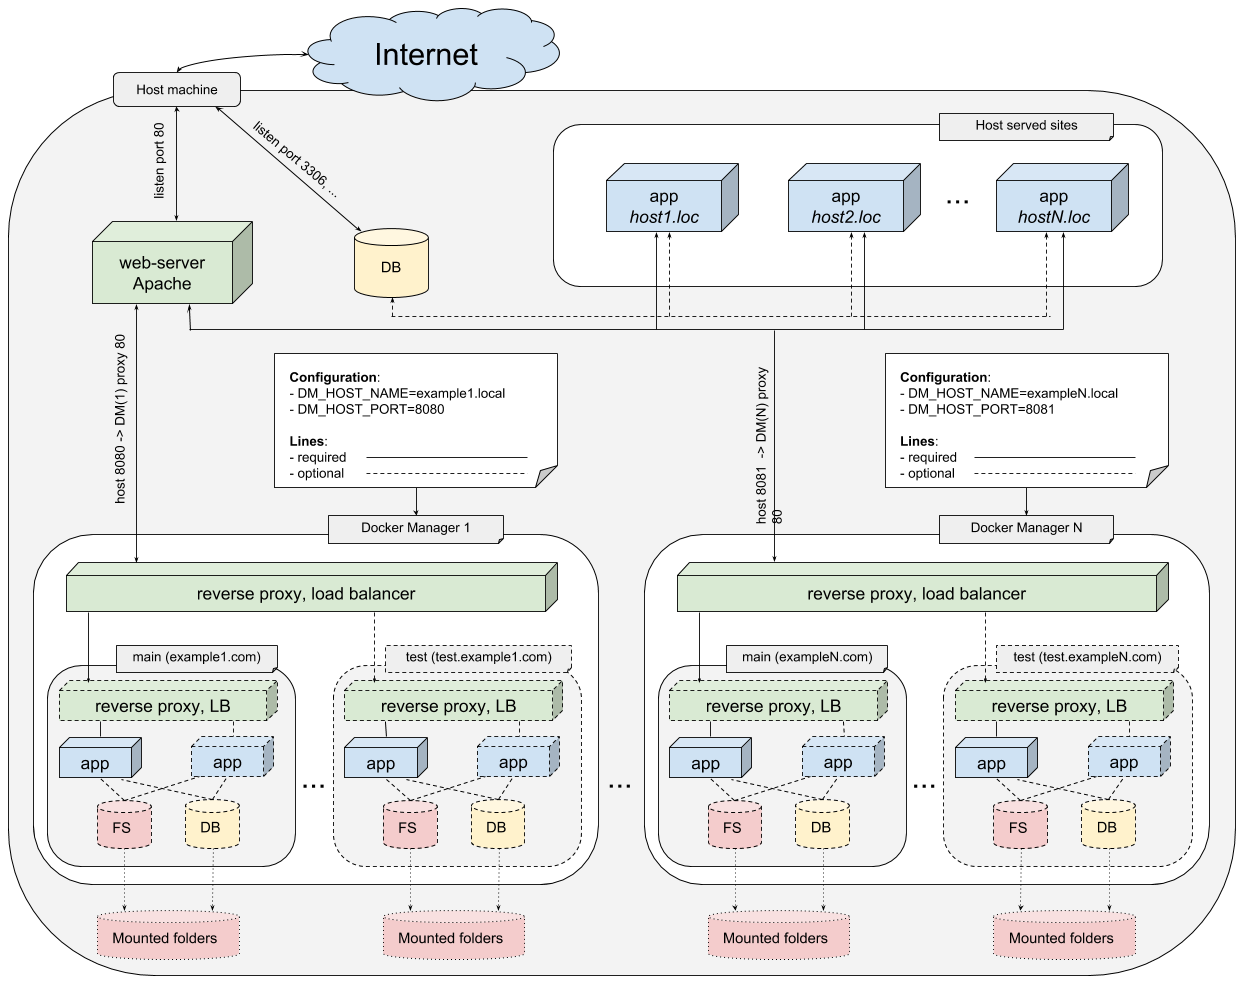 Internet
Host machine
listen port 80
listen port 3306, ...
Host served sites
app
host1.loc
app
host2.loc
...
app
hostN.loc
web-server
Apache
DB
host 8080 -> DM(1) proxy 80
Configuration:
- DM_HOST_NAME=example1.local
- DM_HOST_PORT=8080
Lines:
- required
- optional
host 8081 -> DM(N) proxy
80
Configuration:
- DM_HOST_NAME=exampleN.local
- DM_HOST_PORT=8081
Lines:
- required
- optional
Docker Manager 1
reverse proxy, load balancer
main (example1.com)
reverse proxy, LB
app
app
FS
DB
...
test (test.example1.com)
reverse proxy, LB
app
app
FS
DB
...
Docker Manager N
reverse proxy, load balancer
main (exampleN.com)
reverse proxy, LB
app
app
FS
DB
...
test (test.exampleN.com)
reverse proxy, LB
app
app
FS
DB
Mounted folders
Mounted folders
Mounted folders
Mounted folders